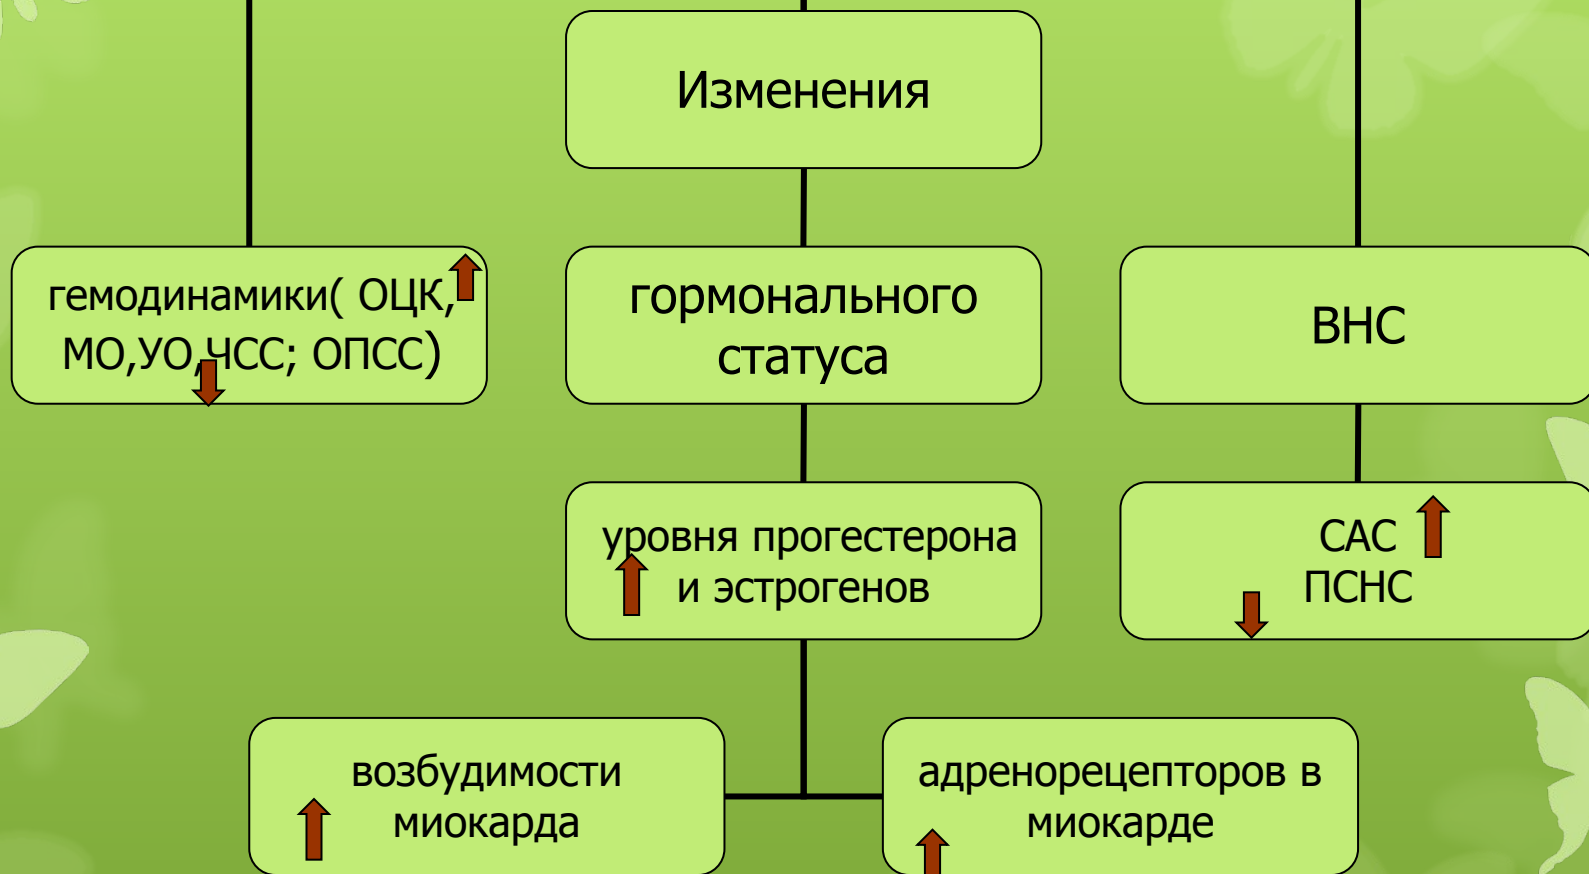 Изменения
гемодинамики( ОЦК,
МО,УО,ЧСС; ОПСС)
гормонального
статуса
ВНС
уровня прогестерона
и эстрогенов
САС
ПСНС
возбудимости
миокарда
адренорецепторов в
миокарде